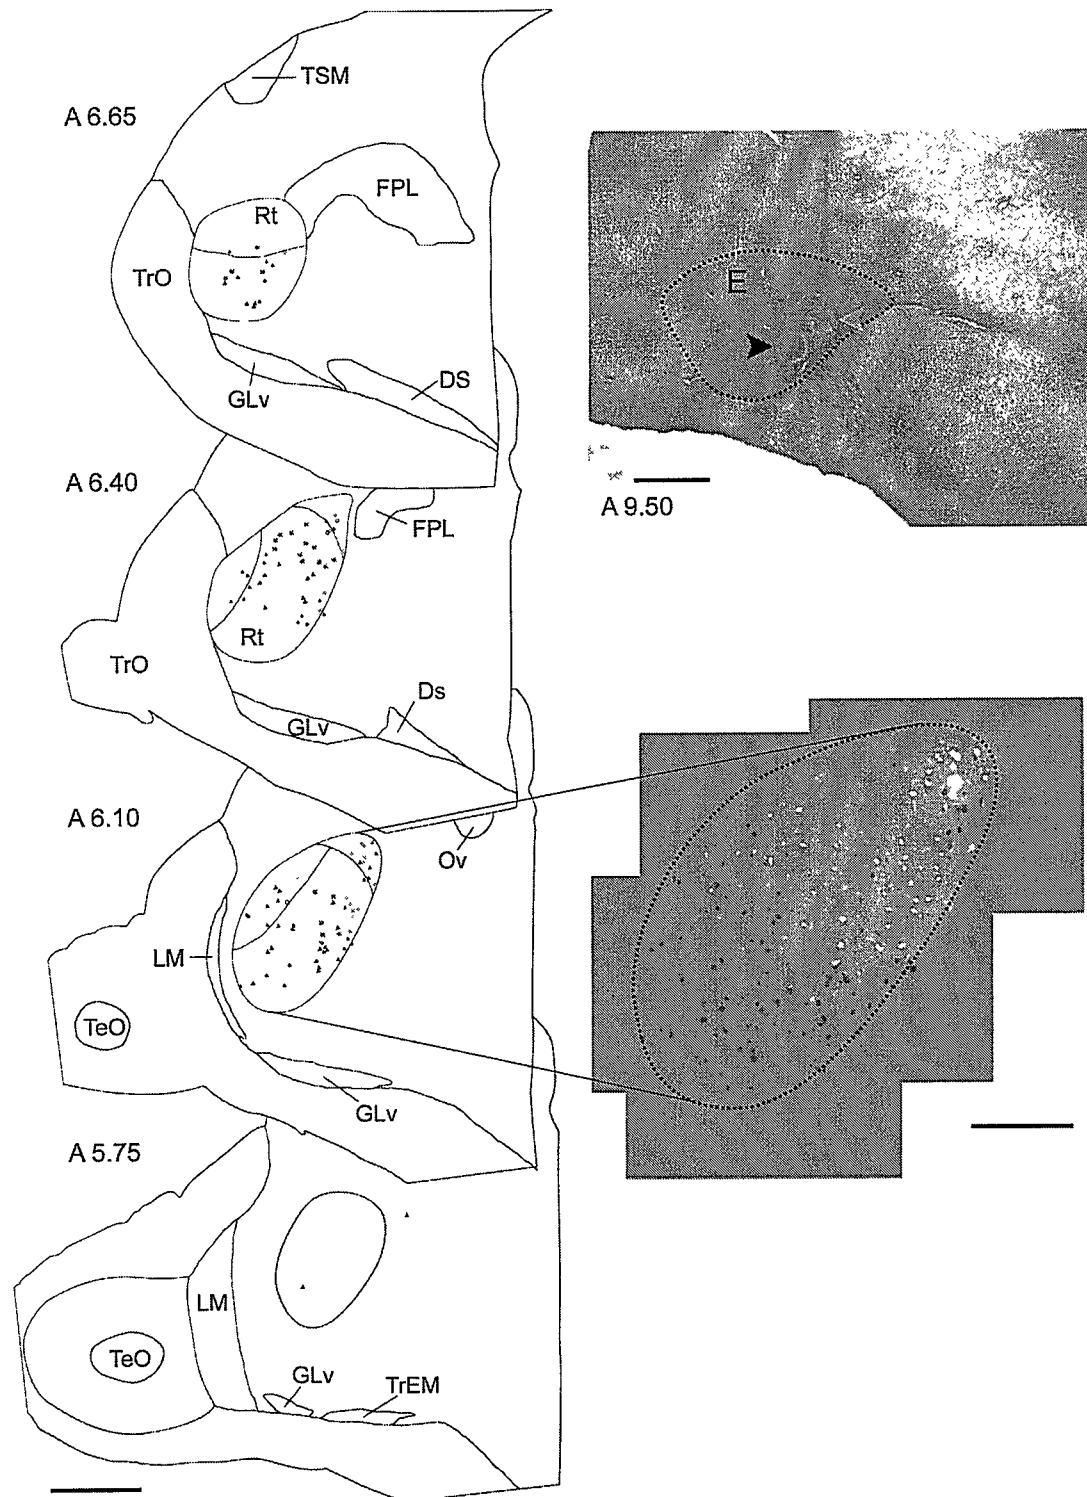 TSM
A 6.65
FPL
Rt
TrO
E
GLv
DS
A 6.40
A 9.50
FPL
Rt
TrO
Ds
GLv
A 6.10
Ov
LM
TeO
GLv
A 5.75
LM
TeO
GLv
TrEM